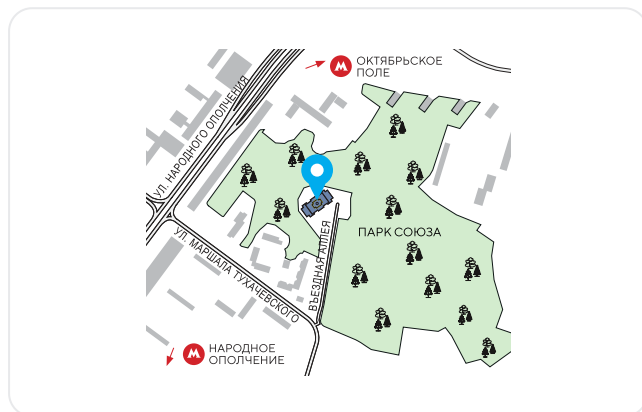 М ОКТЯБРЬСКОЕ
ПОЛЕ
УЛ. НАРОДНОГО ОПОЛЧЕНИЯ
ПАРК СОЮЗА
ВЪЕЗДНАЯ АЛЛЕЯ
УЛ. МАРШАЛА ТУХАЧЕВСКОГО
М НАРОДНОЕ
ОПОЛЧЕНИЕ